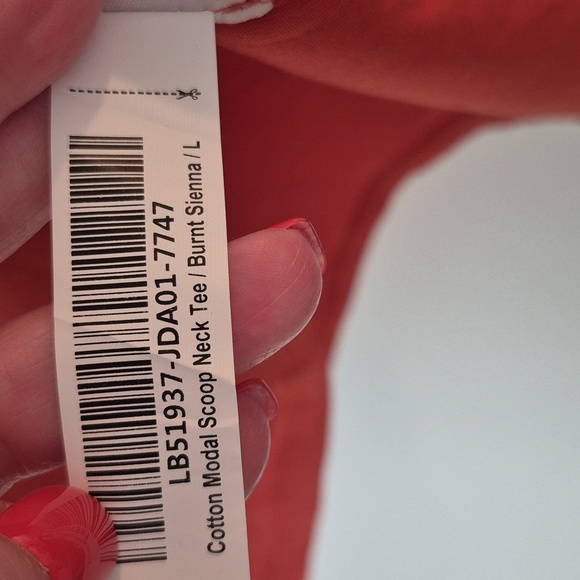 LB51937-JDA01-7747
Cotton Modal Scoop Neck Tee / Burnt Sienna / L